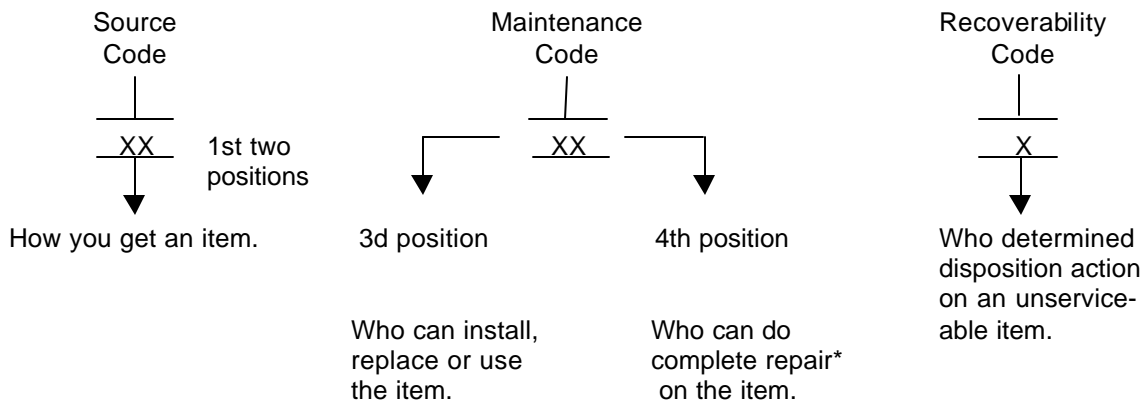 Source
Code
XX
1st two
positions
How you get an item.
Maintenance
Code
XX
3d position
Who can install,
replace or use
the item.
4th position
Who can do
complete repair*
on the item.
Recoverability
Code
X
Who determined
disposition action
on an unservice-
able item.